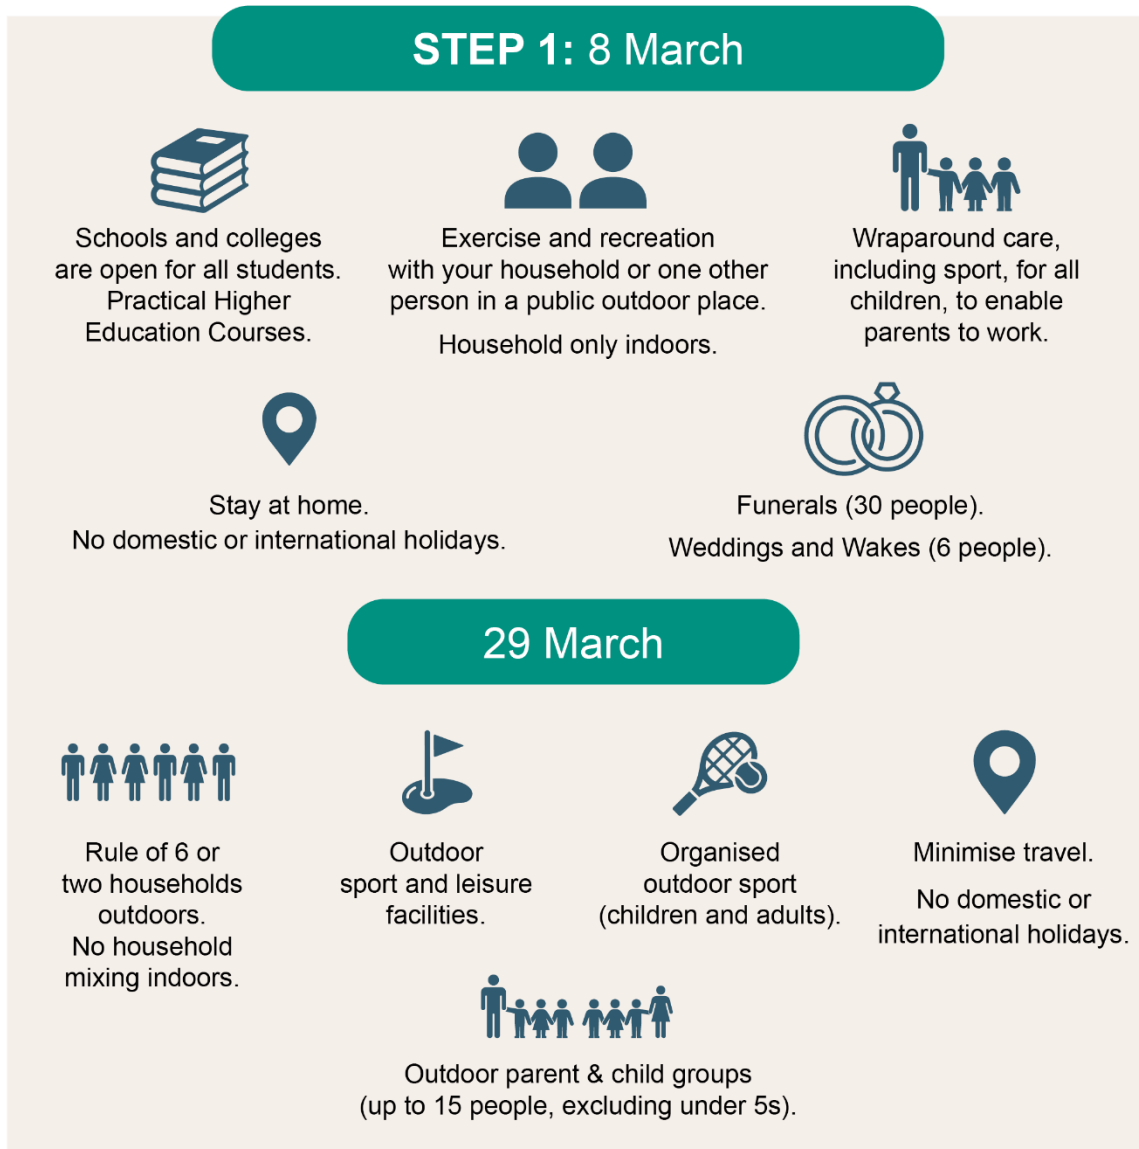 STEP 1: 8 March
Schools and colleges
are open for all students.
Practical Higher
Education Courses.
Exercise and recreation
with your household or one other
person in a public outdoor place.
Household only indoors.
Wraparound care,
including sport, for all
children, to enable
parents to work.
Stay at home.
No domestic or international holidays.
Funerals (30 people).
Weddings and Wakes (6 people).
29 March
Rule of 6 or
two households
outdoors.
No household
mixing indoors.
Outdoor
sport and leisure
facilities.
Organised
outdoor sport
(children and adults).
Minimise travel.
No domestic or
international holidays.
Outdoor parent & child groups
(up to 15 people, excluding under 5s).